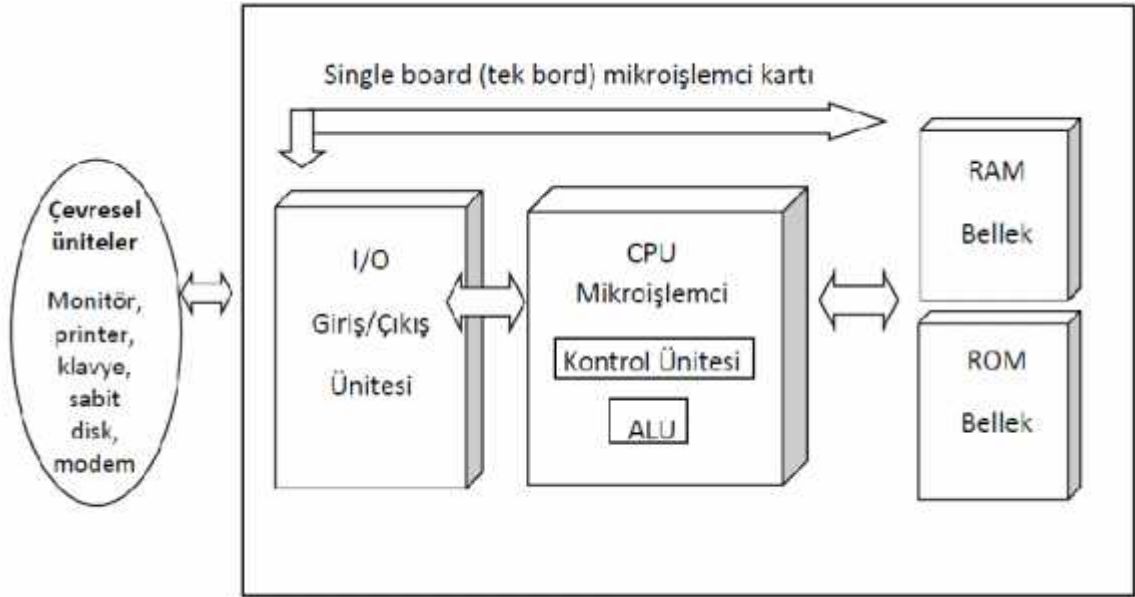 Single board (tek bord) mikroişlemci kartı
Çevresel
üniteler
Monitör,
printer,
klavye,
sabit
disk,
modem
I/O
Giriş/Çıkış
Ünitesi
CPU
Mikroişlemci
Kontrol Ünitesi
ALU
RAM
Bellek
ROM
Bellek